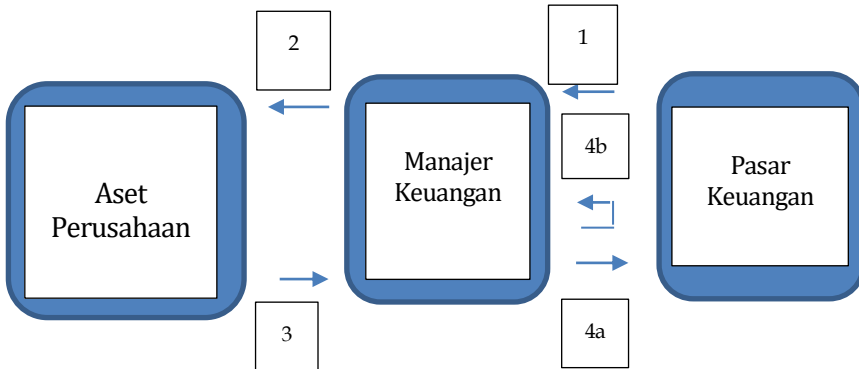 2
1
Aset
Perusahaan
Manajer
Keuangan
4b
Pasar
Keuangan
3
4a